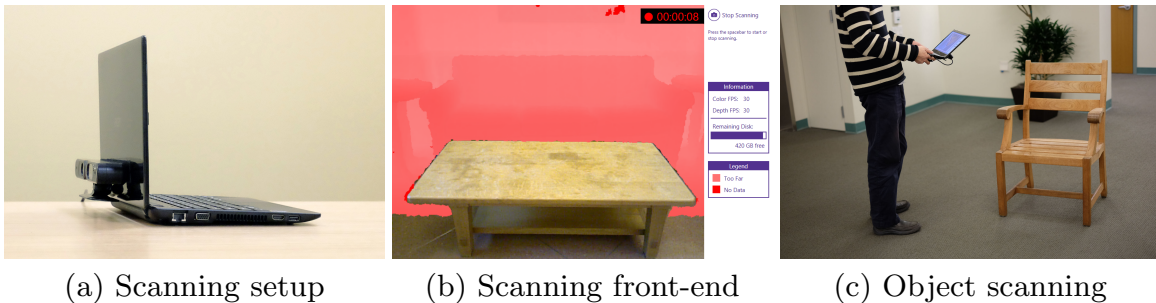 00:00:08
Stop Scanning
Press the spacebar to start or
stop scanning.
Information
Color FPS: 30
Depth FPS: 30
Remaining Disk:
420 GB free
Legend
Too Far
No Data
(a) Scanning setup
(b) Scanning front-end
(c) Object scanning